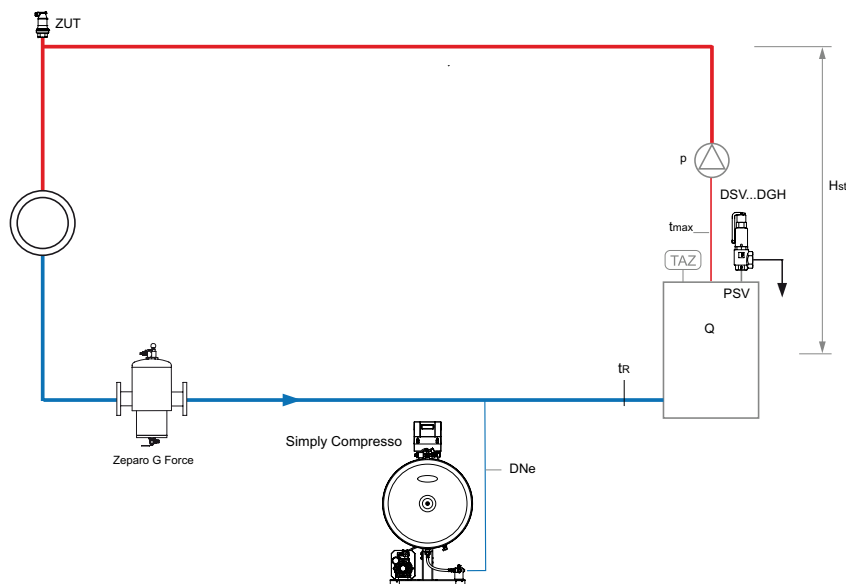 ZUT
p
Hst
DSV...DGH
tmax
TAZ
PSV
Q
tR
Simply Compresso
Zeparo G Force
DNe